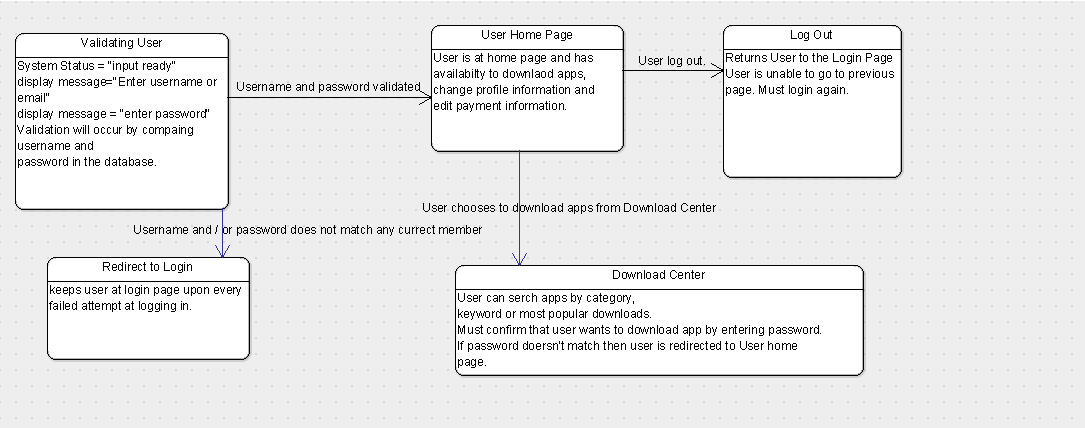 Validating User
System Status = "input ready"
display message="Enter username or
email"
display message = "enter password"
Validation will occur by compaing
username and
password in the database.
Username and password validated
User Home Page
User is at home page and has
availabilty to downlaod apps,
change profile information and
edit payment information.
User log out.
Log Out
Returns User to the Login Page
User is unable to go to previous
page. Must login again.
User chooses to download apps from Download Center
Username and / or password does not match any currect member
Redirect to Login
keeps user at login page upon every
failed attempt at logging in.
Download Center
User can serch apps by category,
keyword or most popular downloads.
Must confirm that user wants to download app by entering password.
If password doersn't match then user is redirected to User home
page.